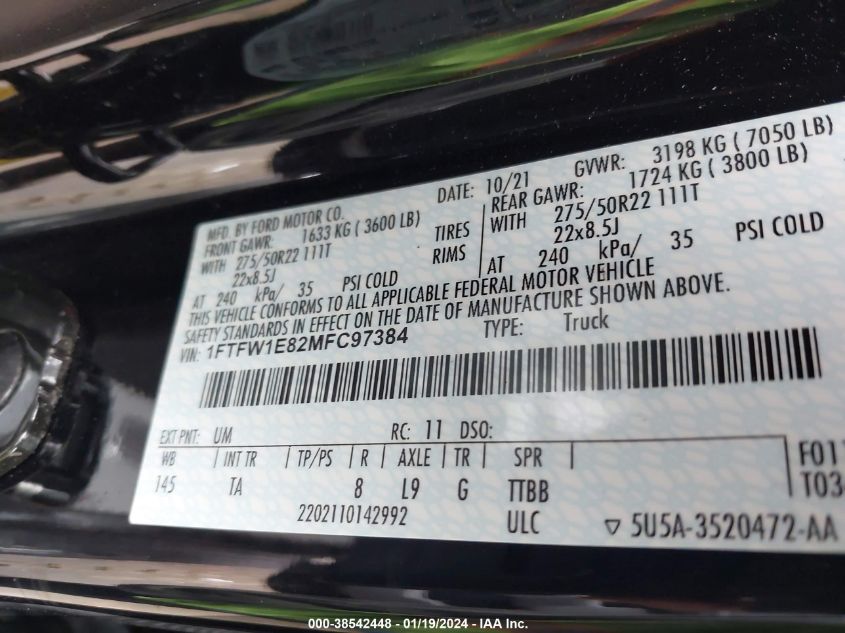 MFD. BY FORD MOTOR CO.
DATE: 10/21 GVWR: 3198 KG ( 7050 LB)
FRONT GAWR: 1633 KG ( 3600 LB) REAR GAWR: 1724 KG ( 3800 LB)
WITH 275/50R22 111T TIRES WITH 275/50R22 111T
22x8.5J RIMS 22x8.5J
AT 240 kPa/ 35 PSI COLD AT 240 kPa/ 35 PSI COLD
THIS VEHICLE CONFORMS TO ALL APPLICABLE FEDERAL MOTOR VEHICLE
SAFETY STANDARDS IN EFFECT ON THE DATE OF MANUFACTURE SHOWN ABOVE.
VIN: 1FTFW1E82MFC97384 TYPE: Truck
EXT PNT: UM RC: 11 DSO:
WB INT TR TP/PS R AXLE TR SPR
145 TA 8 L9 G TTBB
2202110142992 ULC
5U5A-3520472-AA
000-38542448 - 01/19/2024 - IAA Inc.